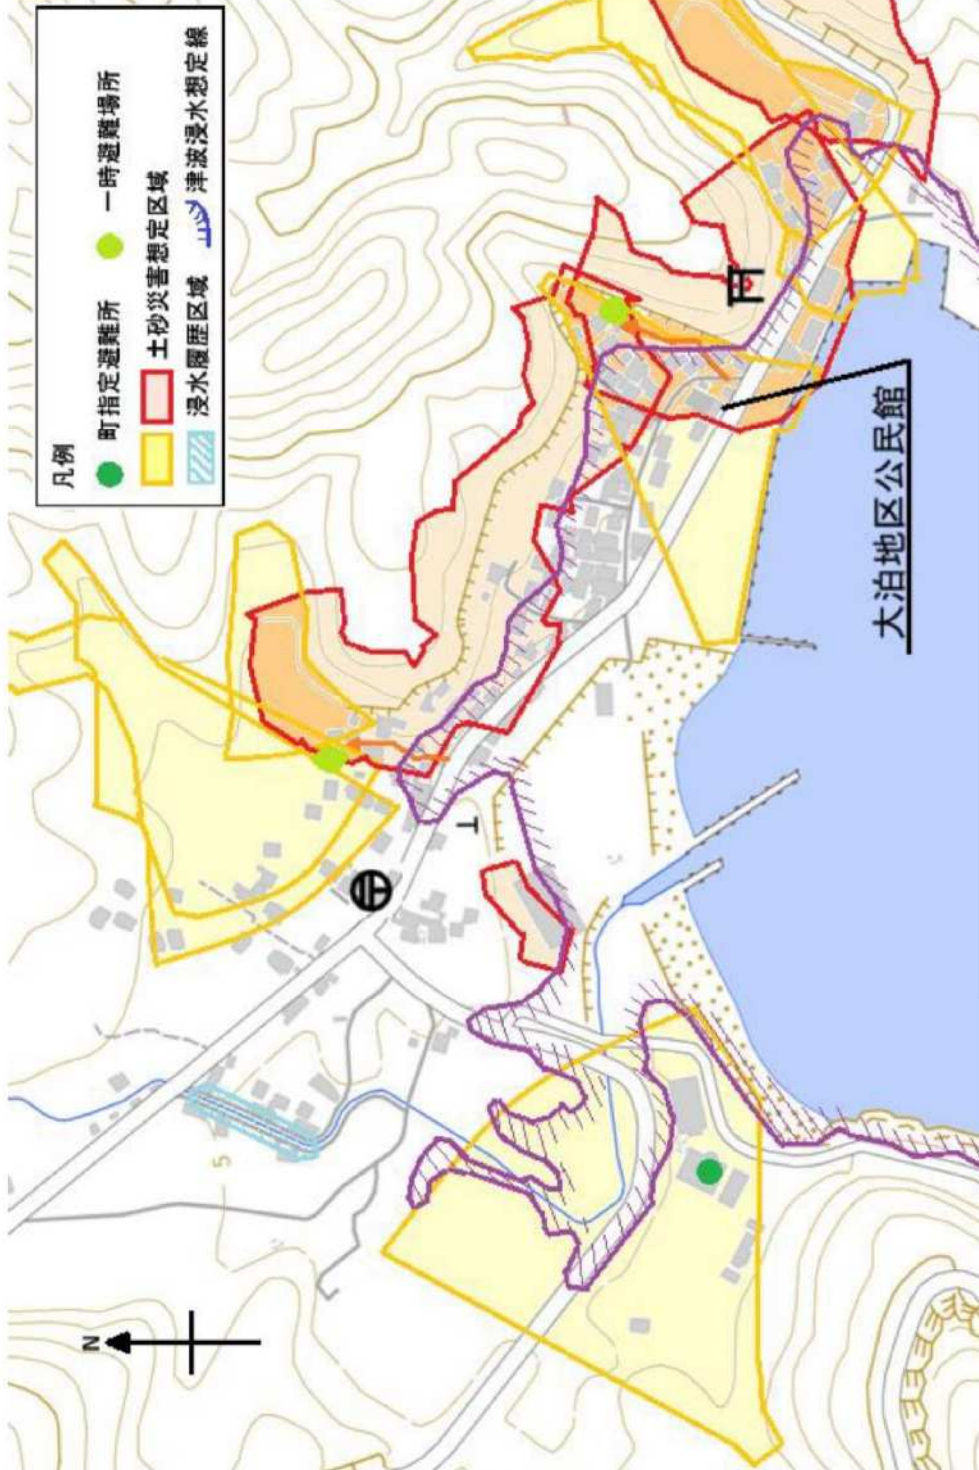 凡例
町指定避難所
一時避難場所
土砂災害想定区域
浸水履歴区域
津波浸水想定線
N
5
大泊地区公民館